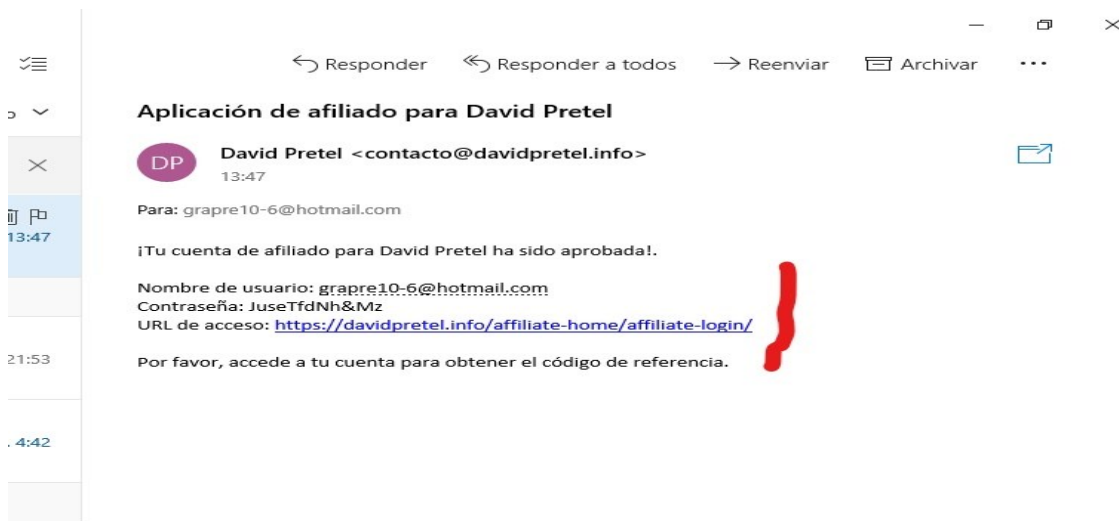 Responder Responder a todos Reenviar Archivar
Aplicación de afiliado para David Pretel
DP
David Pretel <contacto@davidpretel.info>
13:47
Para: grapre10-6@hotmail.com
13:47
¡Tu cuenta de afiliado para David Pretel ha sido aprobada!.
Nombre de usuario: grapre10-6@hotmail.com
Contraseña: JuseTfdNh&Mz
URL de acceso: https://davidpretel.info/affiliate-home/affiliate-login/
21:53
Por favor, accede a tu cuenta para obtener el código de referencia.
. 4:42